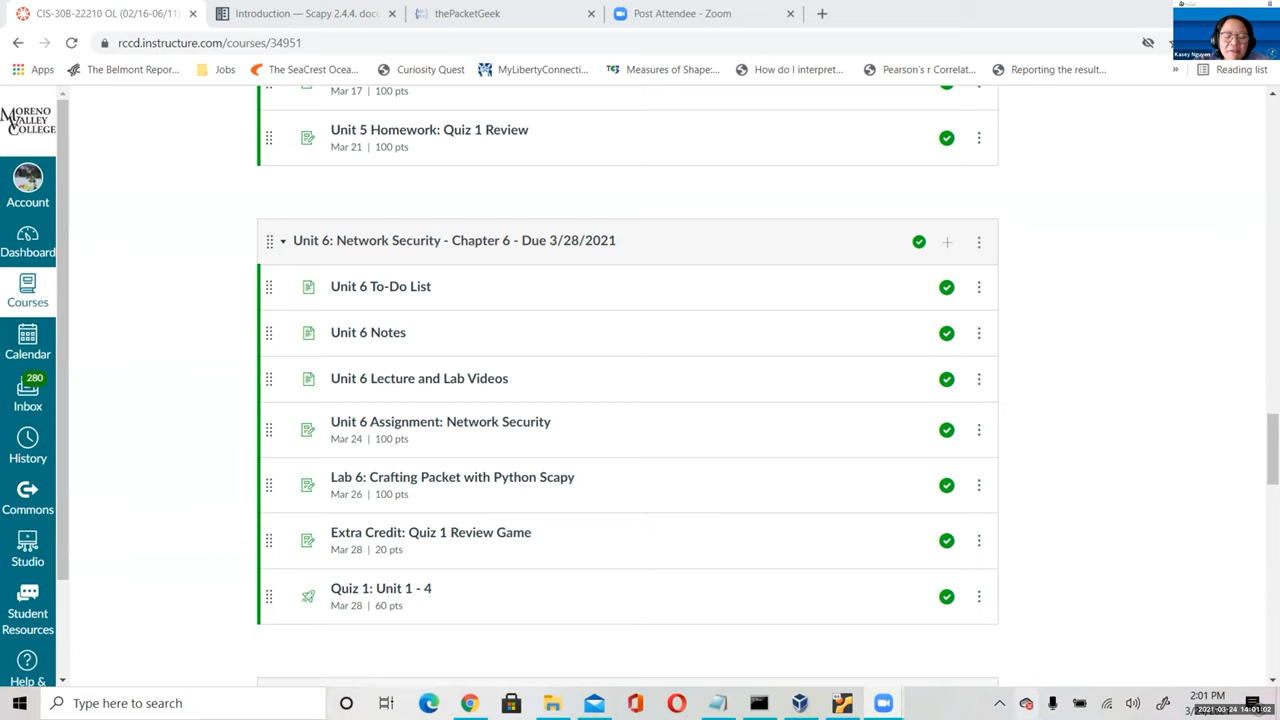 CIS-30B-22210 OL (02/16-06/11)
Introduction — Scapy 2.4.4. doc
thePacketGeek
Post Attendee - Zoom
rccd.instructure.com/courses/34951
Kasey Nguyen
Apps
The Belmont Repor...
Jobs
The SeaCrest Ocea...
Curiosity Quest
Measures of Shape:...
How do i interpret...
Pearson's Correlat...
Reporting the result...
»
Reading list
MORENO
VALLEY
COLLEGE
Account
Dashboard
Courses
Calendar
280
Inbox
History
Commons
Studio
Student
Resources
Help &
Mar 17 | 100 pts
Unit 5 Homework: Quiz 1 Review
Mar 21 | 100 pts
Unit 6: Network Security - Chapter 6 - Due 3/28/2021
Unit 6 To-Do List
Unit 6 Notes
Unit 6 Lecture and Lab Videos
Unit 6 Assignment: Network Security
Mar 24 | 100 pts
Lab 6: Crafting Packet with Python Scapy
Mar 26 | 100 pts
Extra Credit: Quiz 1 Review Game
Mar 28 | 20 pts
Quiz 1: Unit 1 - 4
Mar 28 | 60 pts
Type here to search
2:01 PM
2021-03-24 14:01:02